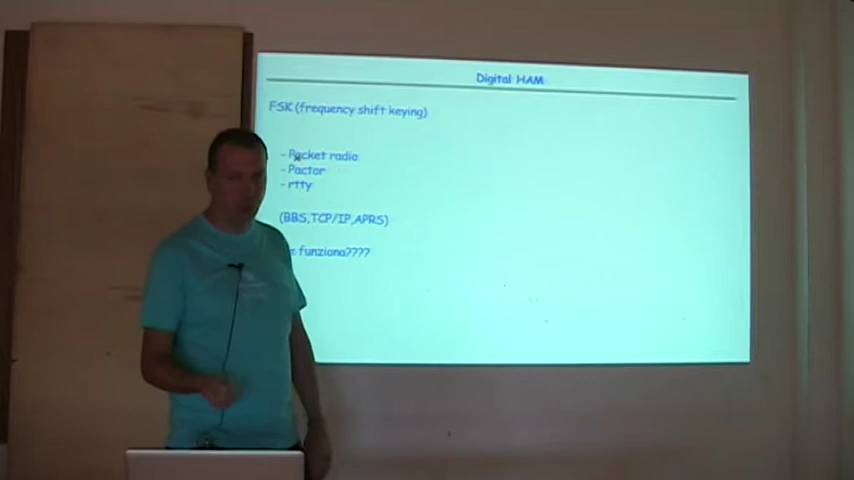 Digital HAM
FSK (frequency shift keying)
- Packet radio
- Pactor
- rtty
(BBS,TCP/IP,APRS)
funziona????